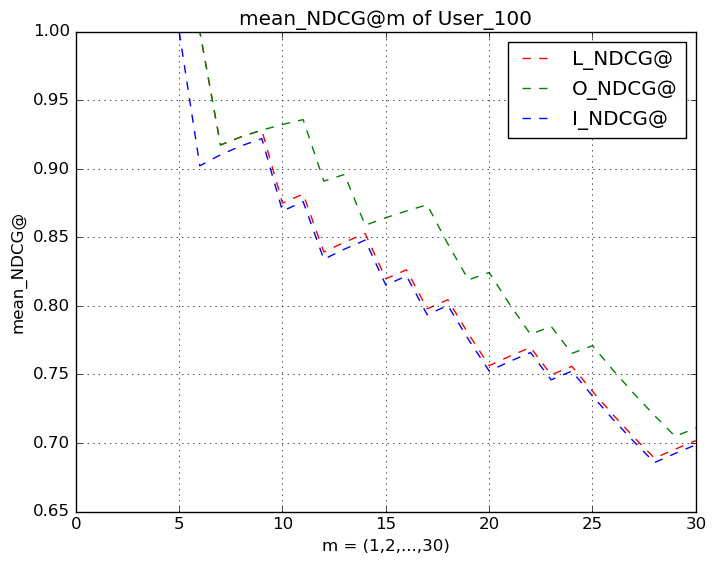 mean_NDCG@m of User_100
1.00
0.95
0.90
0.85
0.80
0.75
0.70
0.65
mean_NDCG@
L_NDCG@
O_NDCG@
I_NDCG@
0 5 10 15 20 25 30
m = (1,2,...,30)